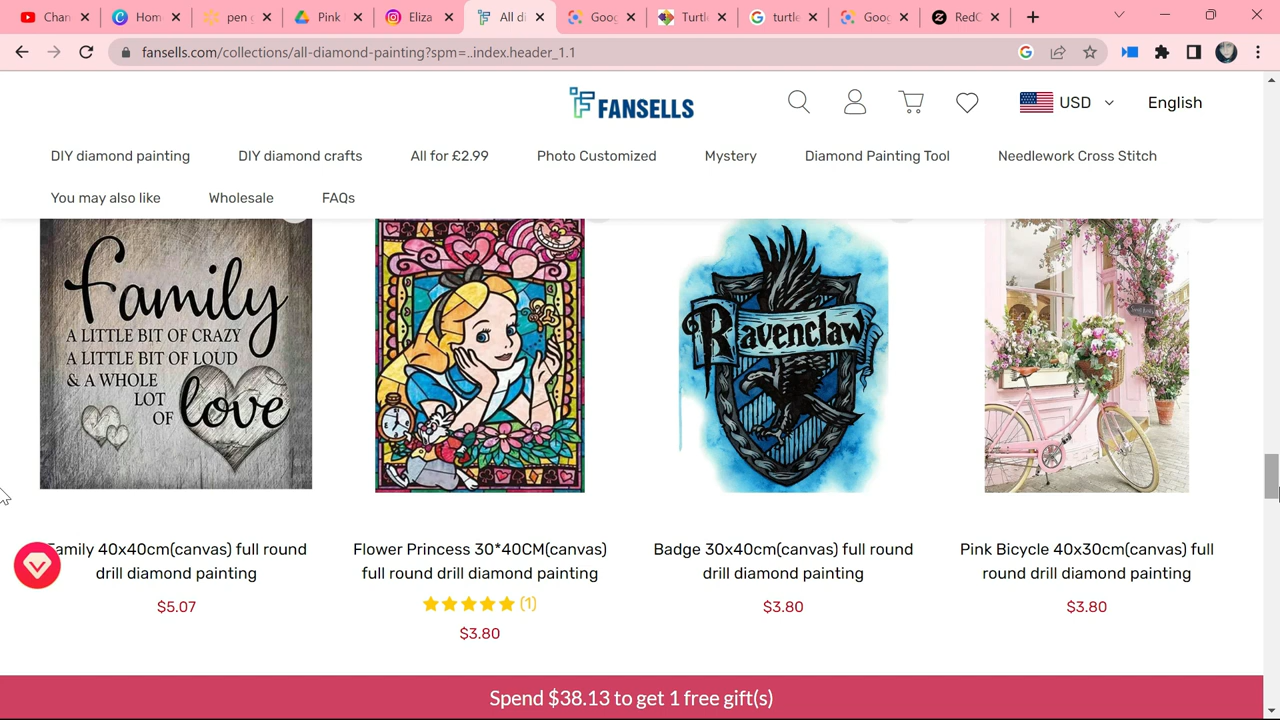 Chan
Hom
pen g
Pink
Eliza
All di
Goog
Turtl
turtle
Goog
RedC
fansells.com/collections/all-diamond-painting?spm=..index.header_1.1
FANSELLS
USD
English
DIY diamond painting
DIY diamond crafts
All for £2.99
Photo Customized
Mystery
Diamond Painting Tool
Needlework Cross Stitch
You may also like
Wholesale
FAQs
family
A LITTLE BIT OF CRAZY
A LITTLE BIT OF LOUD
& A WHOLE
LOT
OF love
Ravenclaw
Family 40x40cm(canvas) full round
drill diamond painting
$5.07
Flower Princess 30*40CM(canvas)
full round drill diamond painting
(1)
$3.80
Badge 30x40cm(canvas) full round
drill diamond painting
$3.80
Pink Bicycle 40x30cm(canvas) full
round drill diamond painting
$3.80
Spend $38.13 to get 1 free gift(s)